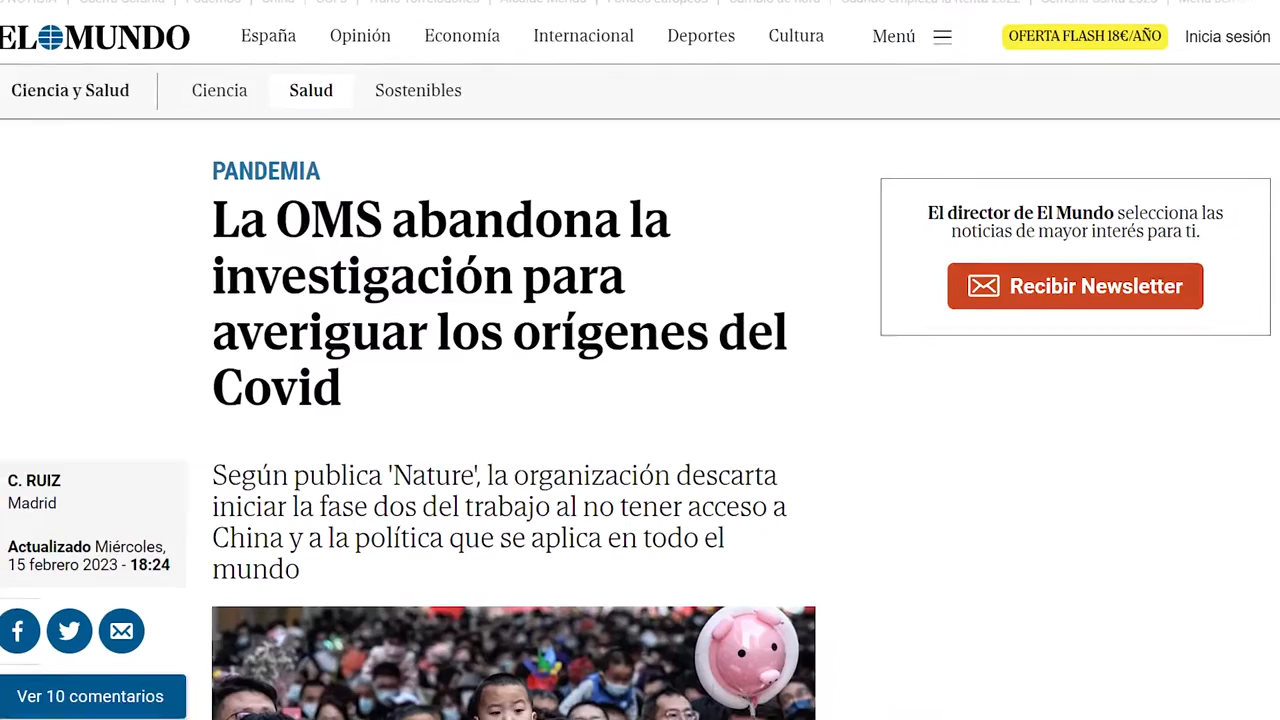 EL MUNDO
España Opinión Economía Internacional Deportes Cultura Menú OFERTA FLASH 18€/AÑO Inicia sesión
Ciencia y Salud Ciencia Salud Sostenibles
PANDEMIA
La OMS abandona la
investigación para
averiguar los orígenes del
Covid
El director de El Mundo selecciona las
noticias de mayor interés para ti.
Recibir Newsletter
C. RUIZ
Madrid
Actualizado Miércoles,
15 febrero 2023 - 18:24
Según publica 'Nature', la organización descarta
iniciar la fase dos del trabajo al no tener acceso a
China y a la política que se aplica en todo el
mundo
Ver 10 comentarios